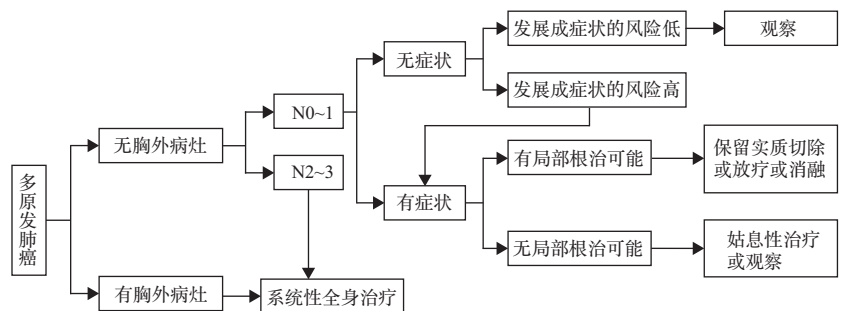 多原发肺癌
无胸外病灶
有胸外病灶
N0~1
N2~3
系统性全身治疗
无症状
有症状
发展成症状的风险低
发展成症状的风险高
有局部根治可能
无局部根治可能
观察
保留实质切除
或放疗或消融
姑息性治疗
或观察